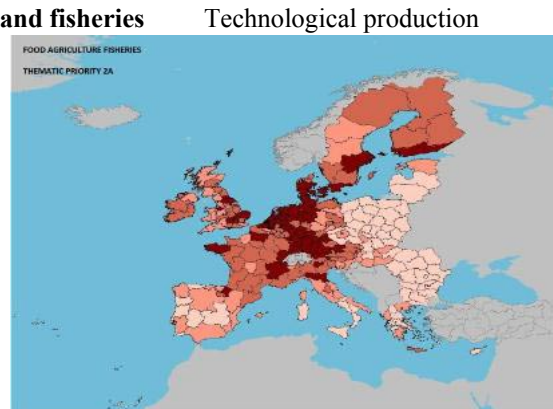 and fisheries Technological production
FOOD AGRICULTURE FISHERIES
THEMATIC PRIORITY 2A